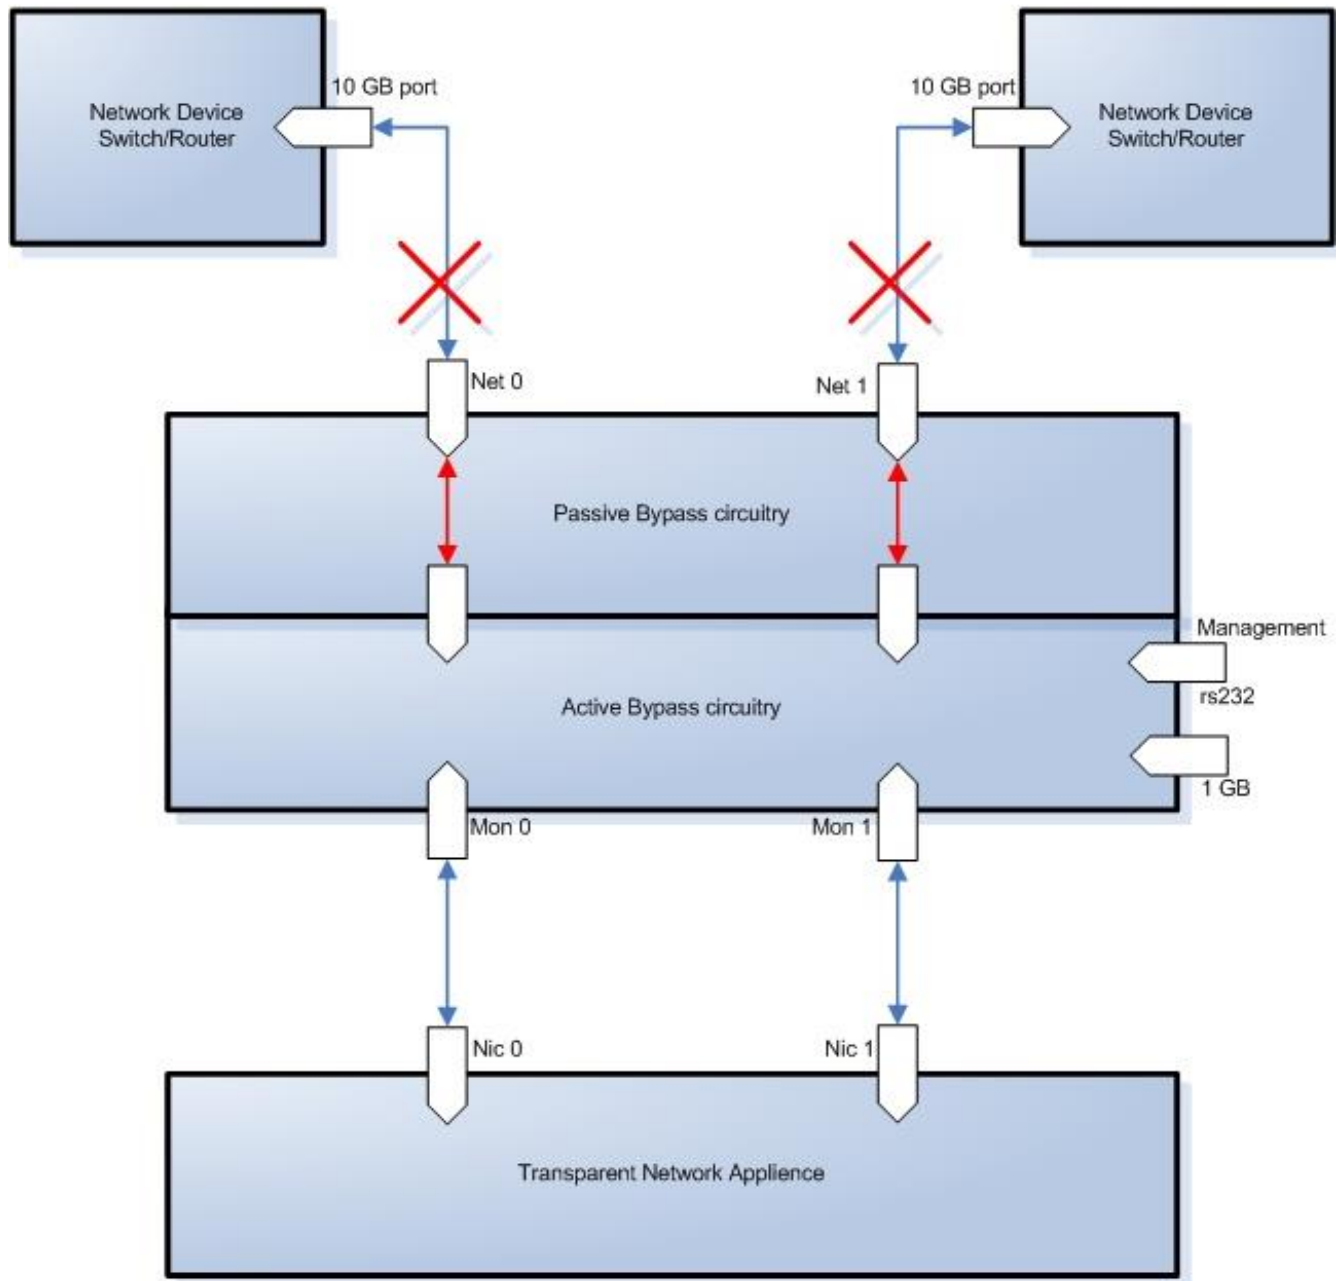 10 GB port
10 GB port
Network Device
Switch/Router
Network Device
Switch/Router
Net 0
Net 1
Passive Bypass circuitry
Management
rs232
Active Bypass circuitry
1 GB
Mon 0
Mon 1
Nic 0
Nic 1
Transparent Network Applience